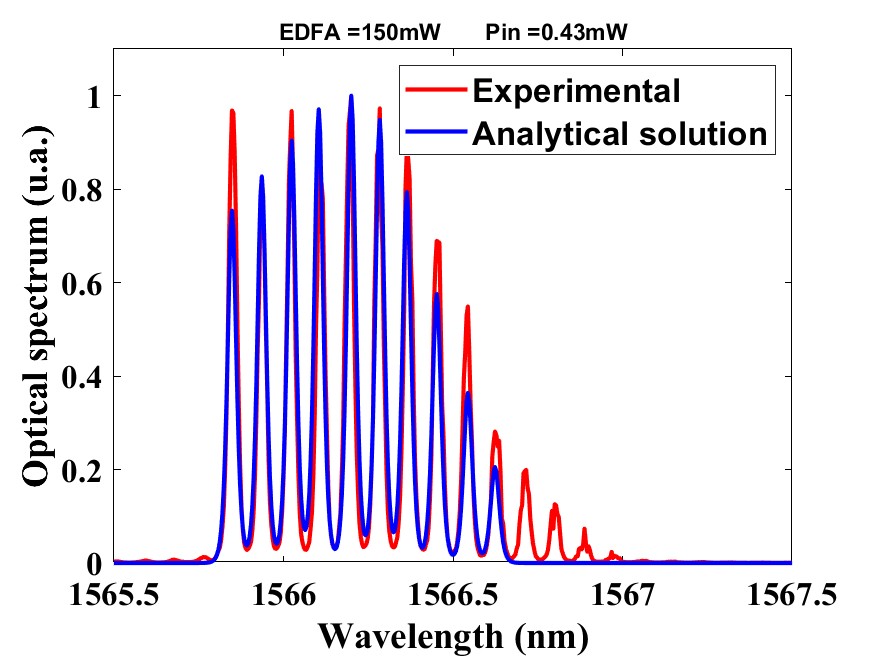 EDFA =150mW Pin =0.43mW
Experimental
Analytical solution
Optical spectrum (u.a.)
1
0.8
0.6
0.4
0.2
0
1565.5 1566 1566.5 1567 1567.5
Wavelength (nm)